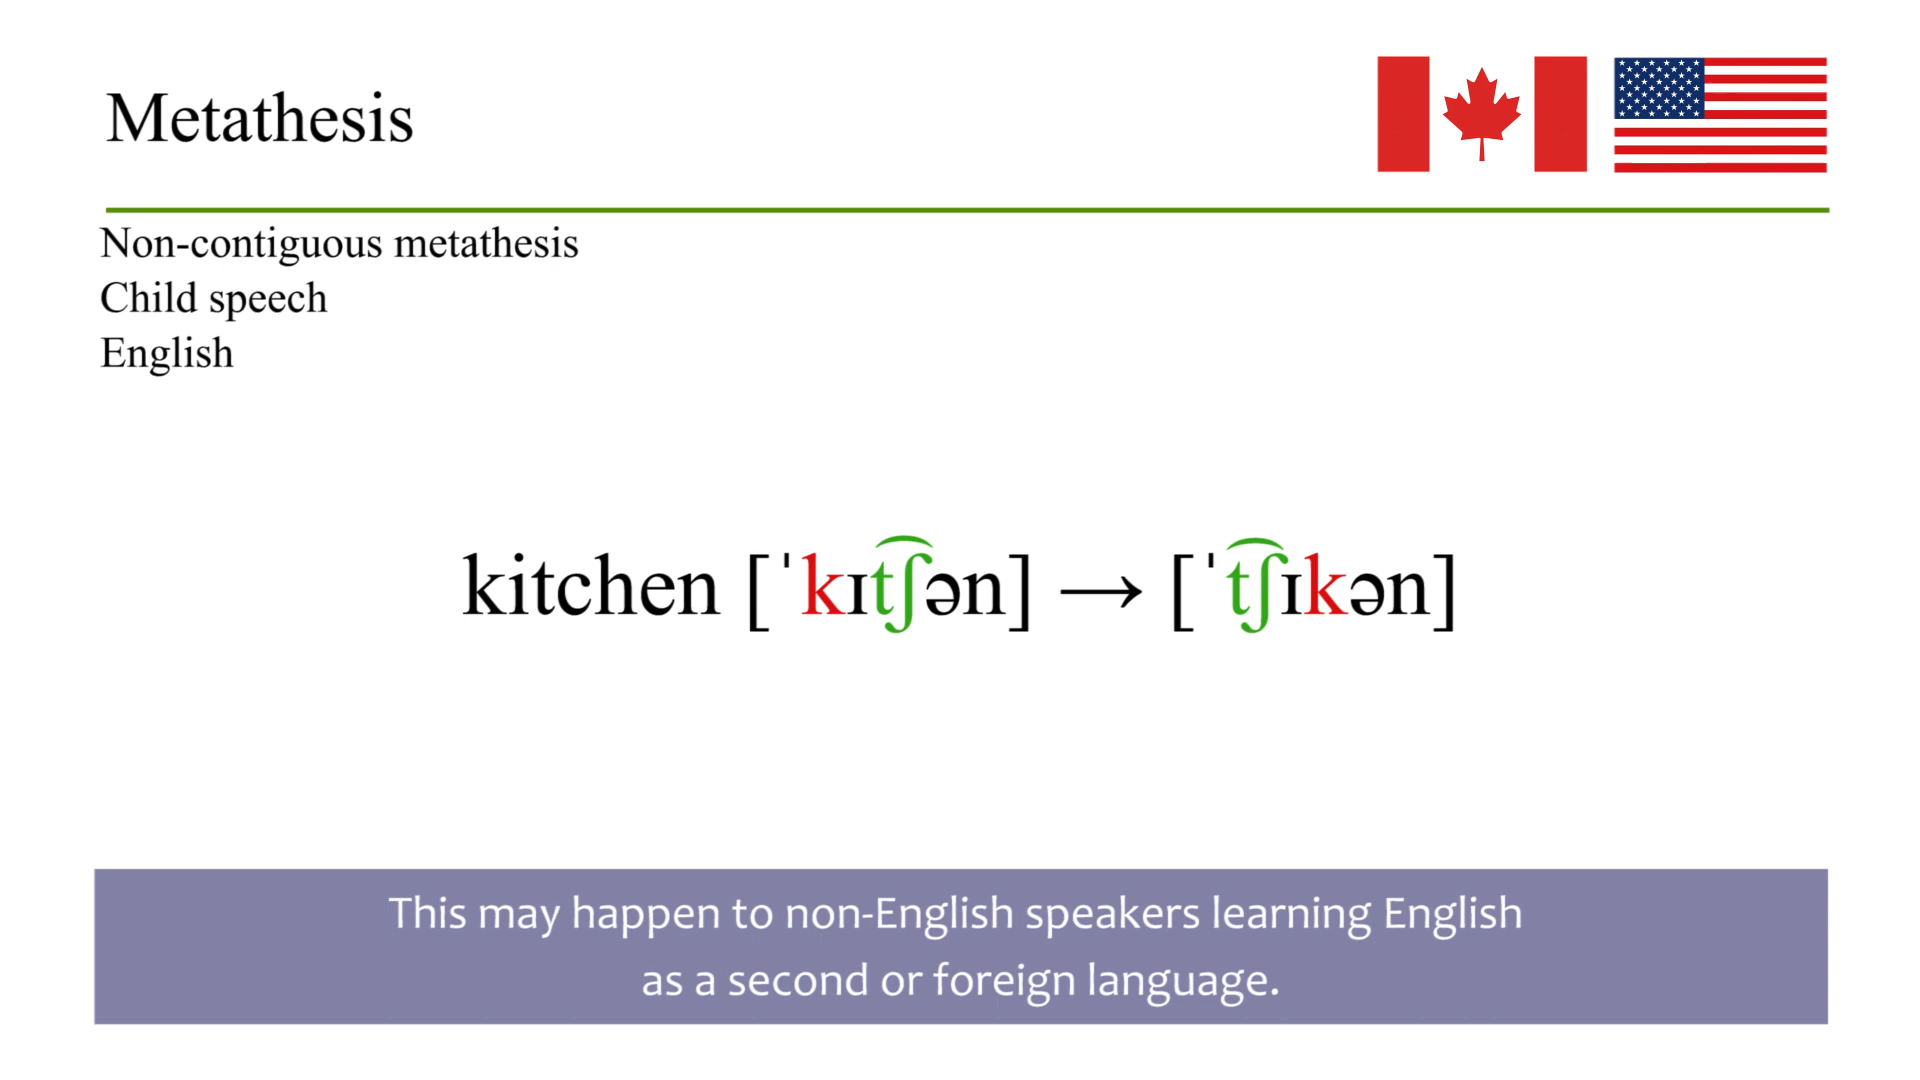 Metathesis
Non-contiguous metathesis
Child speech
English
kitchen [ˈkɪt͡ʃən] → [ˈt͡ʃɪkən]
This may happen to non-English speakers learning English
as a second or foreign language.